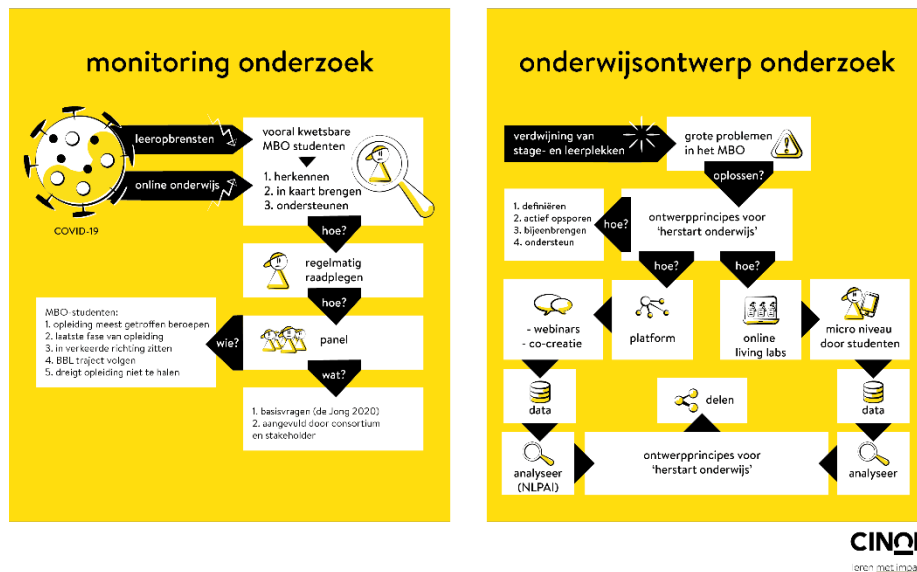 monitoring onderzoek
leeropbrensten
online onderwijs
COVID-19
vooral kwetsbare
MBO studenten
1. herkennen
2. in kaart brengen
3. ondersteunen
hoe?
regelmatig
raadplegen
hoe?
panel
wie?
MBO-studenten:
1. opleiding meest getroffen beroepen
2. laatste fase van opleiding
3. in verkeerde richting zitten
4. BBL traject volgen
5. dreigt opleiding niet te halen
wat?
1. basisvragen (de Jong 2020)
2. aangevuld door consortium
en stakeholder
onderwijsontwerp onderzoek
verdwijning van
stage- en leerplekken
grote problemen
in het MBO
oplossen?
ontwerpprincipes voor
'herstart onderwijs'
hoe?
1. definiëren
2. actief opsporen
3. bijeenbrengen
4. ondersteun
hoe?
hoe?
- webinars
- co-creatie
platform
online
living labs
micro niveau
door studenten
data
delen
data
analyseer
(NLPAI)
ontwerpprincipes voor
'herstart onderwijs'
analyseer
CINO
leren met impa